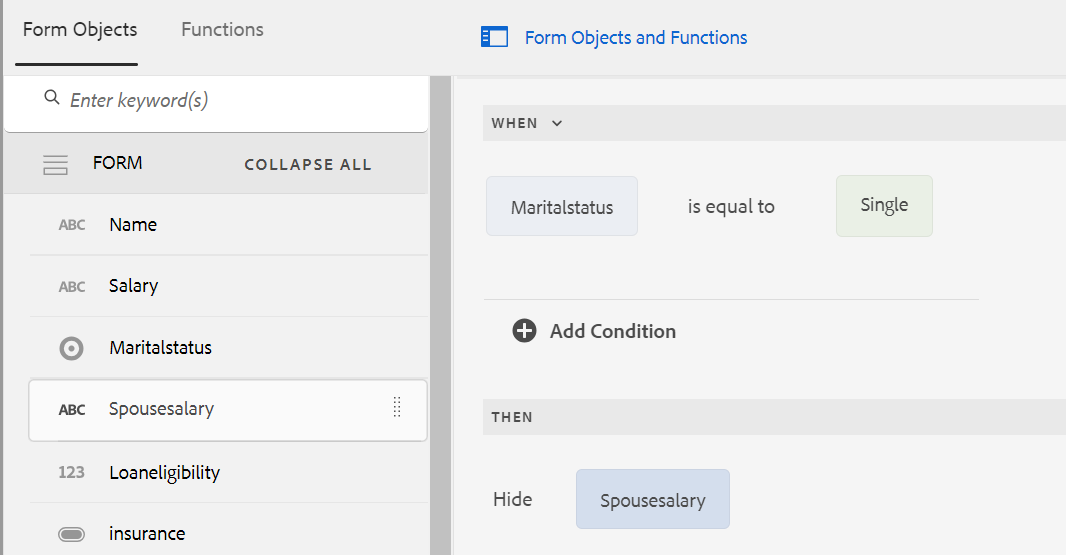 Form Objects
Functions
Form Objects and Functions
Enter keyword(s)
FORM
COLLAPSE ALL
ABC Name
ABC Salary
Maritalstatus
ABC Spousesalary
123 Loaneligibility
insurance
WHEN
Maritalstatus is equal to Single
Add Condition
THEN
Hide Spousesalary